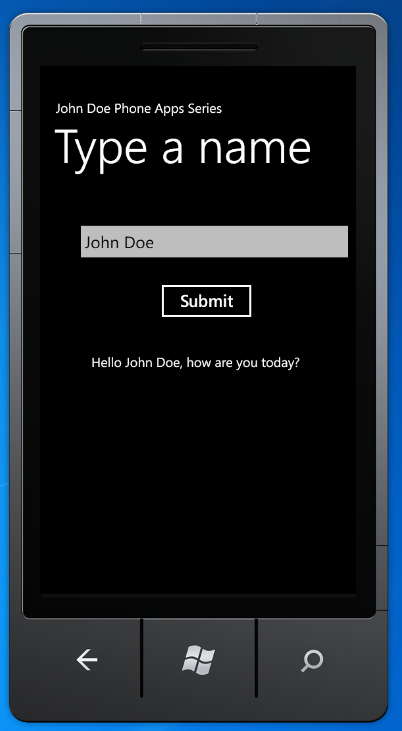 John Doe Phone Apps Series
Type a name
John Doe
Submit
Hello John Doe, how are you today?